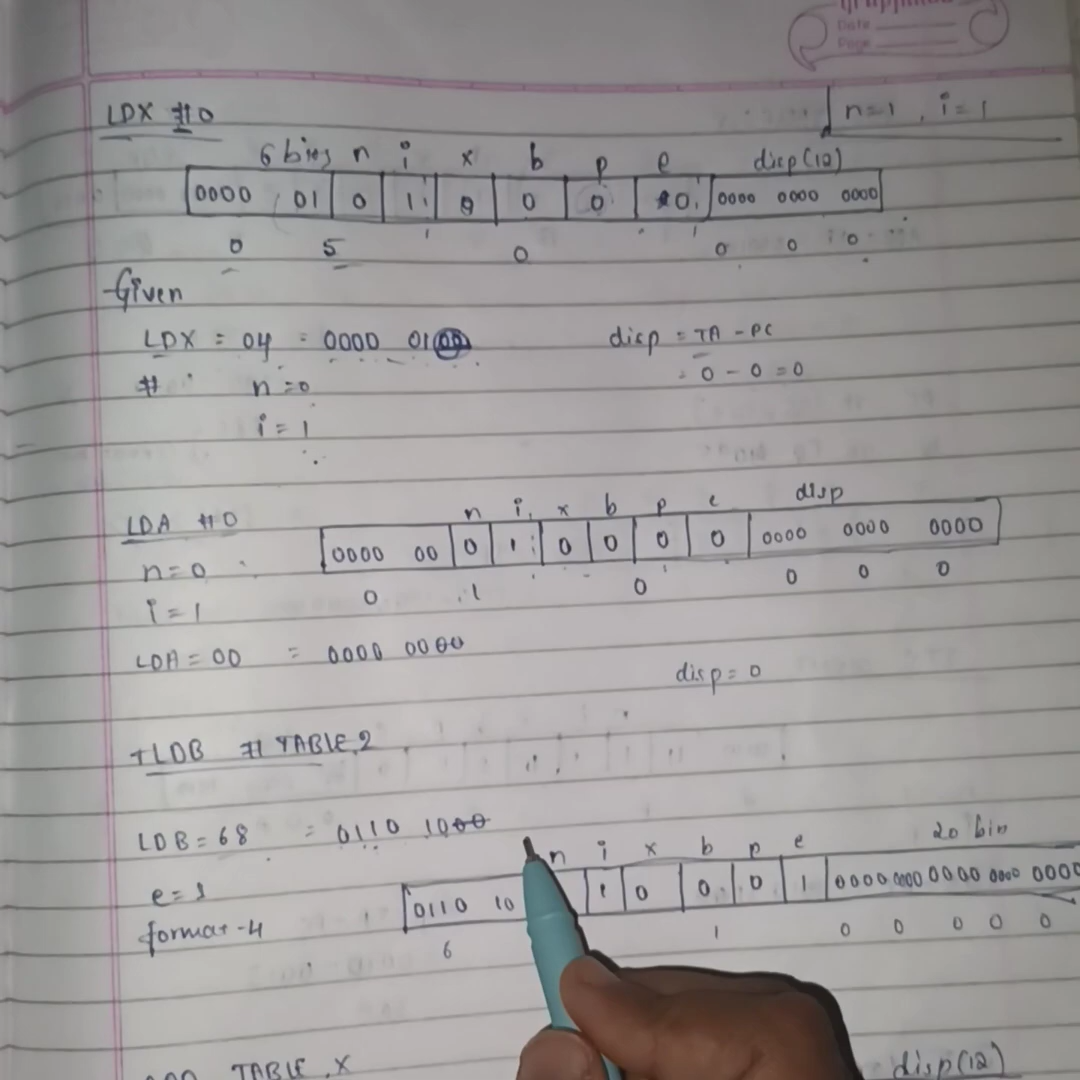 Date
Page
LDX #0
n=1, i=1
6 bits n i x b p e disp(12)
0000 01 0 1 0 0 0 0 0000 0000 0000
0 5 0 0 0 0
Given
LDX = 04 = 0000 0100
disp = TA - PC
# n=0
0 - 0 = 0
i = 1
LDA #0
n i x b p e disp
0000 00 0 1 0 0 0 0 0000 0000 0000
n=0
0 1 0 0 0 0
i = 1
LDA = 00 = 0000 0000
disp = 0
+LDB # TABLE2
LDB = 68 = 0110 1000
n i x b p e 20 bit
e=1
0110 10 1 0 0 0 1 0000 0000 0000 0000 0000
format-4
6 1 0 0 0 0 0
TABLE, X
disp(12)